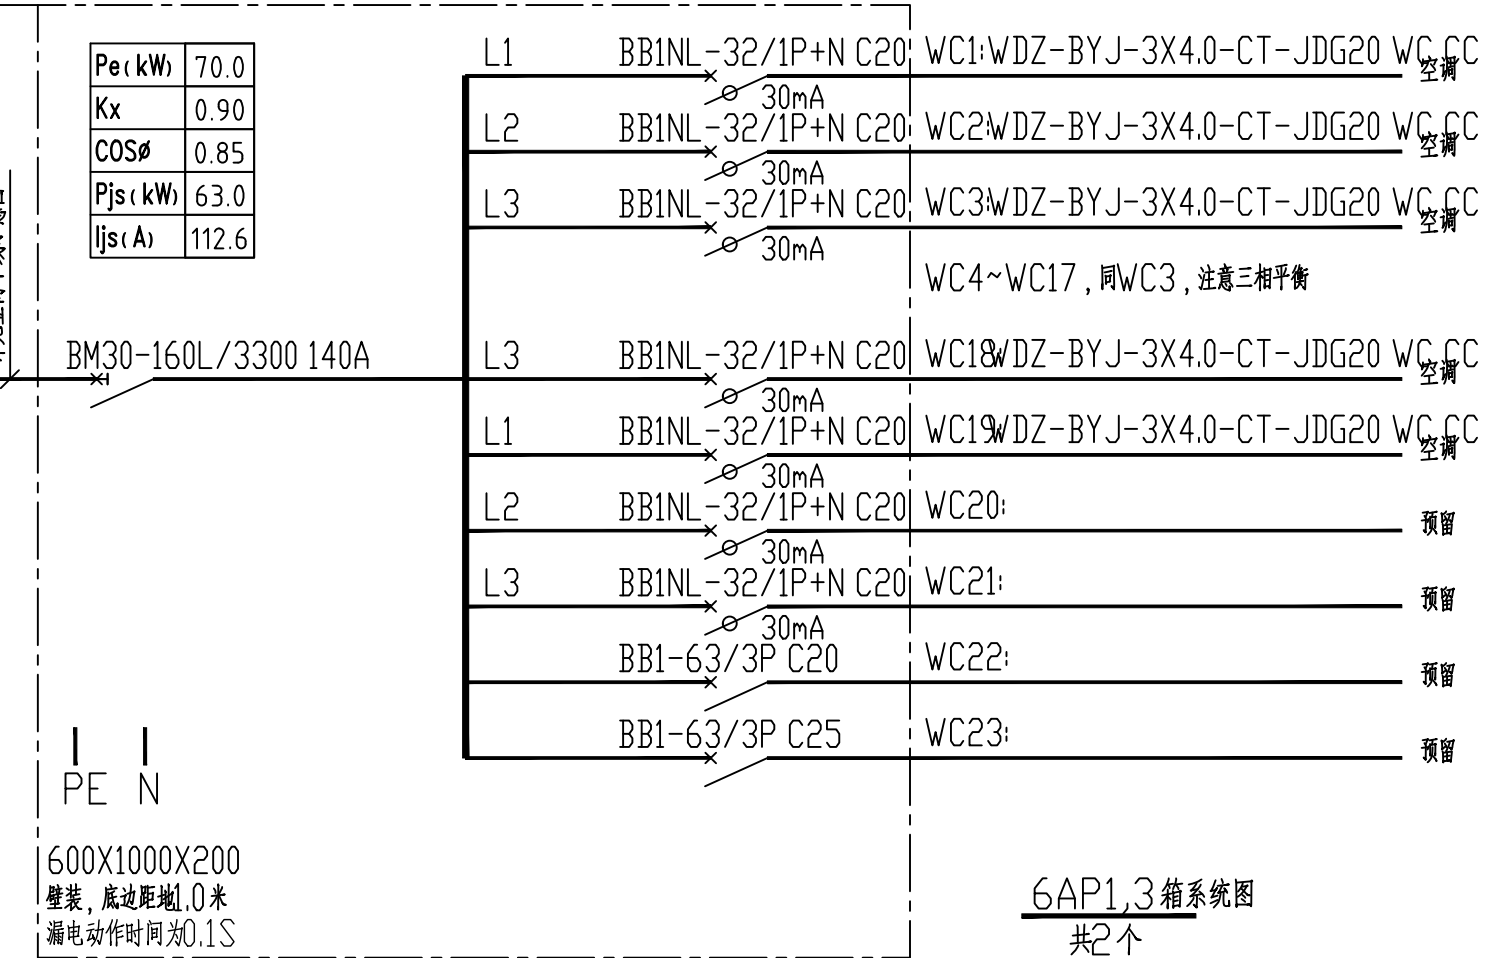 Pe(kW) 70.0
Kx 0.90
COSø 0.85
Pjs(kW) 63.0
Ijs(A) 112.6
BM30-160L/3300 140A
L1 BB1NL-32/1P+N C20 WC1:WDZ-BYJ-3X4.0-CT-JDG20 WC CC 空调
30mA
L2 BB1NL-32/1P+N C20 WC2:WDZ-BYJ-3X4.0-CT-JDG20 WC CC 空调
30mA
L3 BB1NL-32/1P+N C20 WC3:WDZ-BYJ-3X4.0-CT-JDG20 WC CC 空调
30mA
WC4~WC17,同WC3,注意三相平衡
L3 BB1NL-32/1P+N C20 WC18:WDZ-BYJ-3X4.0-CT-JDG20 WC CC 空调
30mA
L1 BB1NL-32/1P+N C20 WC19:WDZ-BYJ-3X4.0-CT-JDG20 WC CC 空调
30mA
L2 BB1NL-32/1P+N C20 WC20: 预留
30mA
L3 BB1NL-32/1P+N C20 WC21: 预留
30mA
BB1-63/3P C20 WC22: 预留
BB1-63/3P C25 WC23: 预留
PE N
600X1000X200
壁装,底边距地1.0米
漏电动作时间为0.1S
6AP1,3箱系统图
共2个